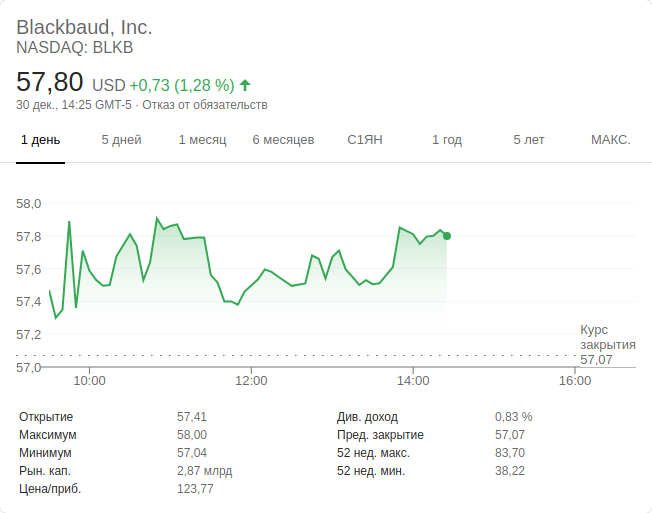 Blackbaud, Inc.
NASDAQ: BLKB
57,80 USD +0,73 (1,28 %)
30 дек., 14:25 GMT-5 · Отказ от обязательств
1 день 5 дней 1 месяц 6 месяцев С1ЯН 1 год 5 лет МАКС.
58,0
57,8
57,6
57,4
57,2
57,0
Курс
закрытия
57,07
10:00 12:00 14:00 16:00
Открытие 57,41 Див. доход 0,83 %
Максимум 58,00 Пред. закрытие 57,07
Минимум 57,04 52 нед. макс. 83,70
Рын. кап. 2,87 млрд 52 нед. мин. 38,22
Цена/приб. 123,77